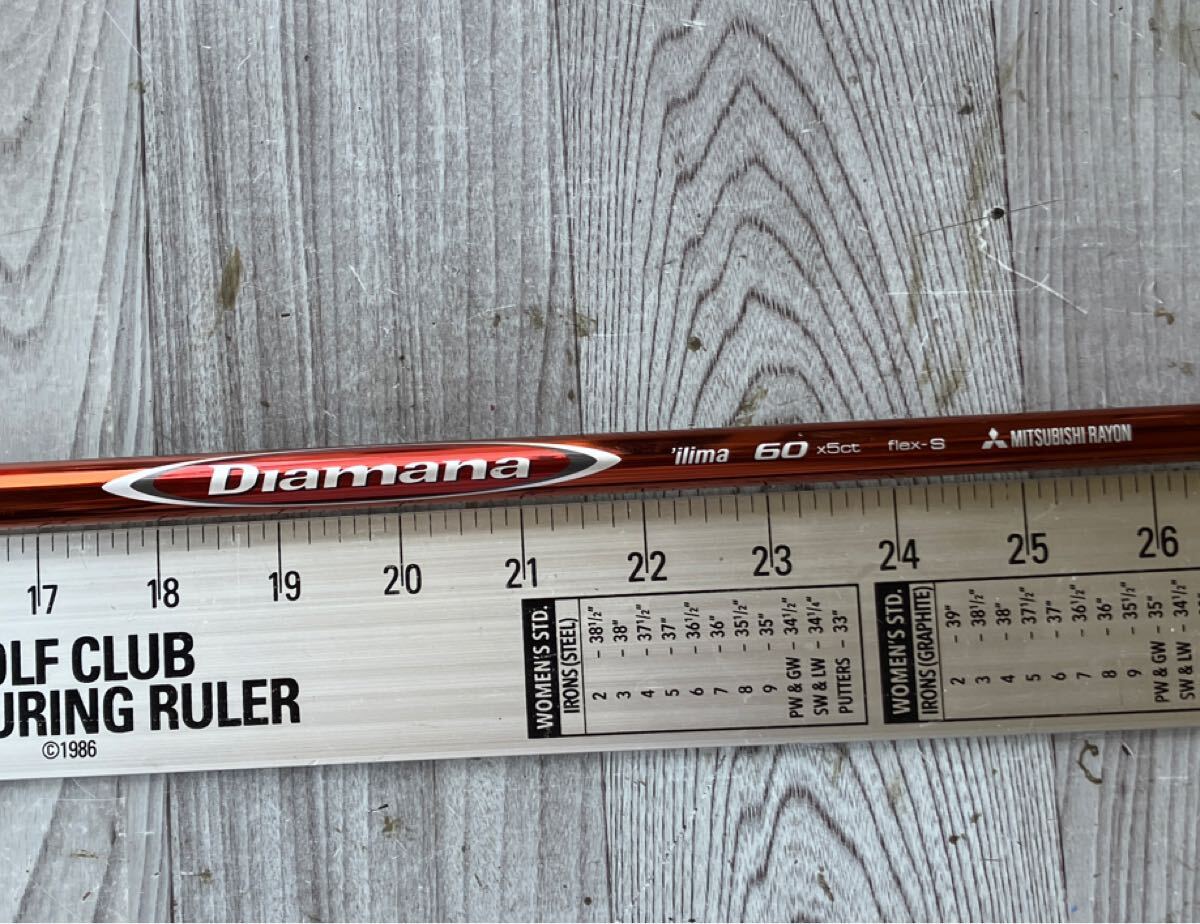 Diamana 'ilima 60 x5ct flex-S MITSUBISHI RAYON
17 18 19 20 21 22 23 24 25 26
OLF CLUB
URING RULER
©1986
WOMEN'S STD.
IRONS (STEEL)
2 - 38½"
3 - 38"
4 - 37½"
5 - 37"
6 - 36½"
7 - 36"
8 - 35½"
9 - 35"
PW & GW - 34½"
SW & LW - 34¼"
PUTTERS - 33"
WOMEN'S STD.
IRONS (GRAPHITE)
2 - 39"
3 - 38½"
4 - 38"
5 - 37½"
6 - 37"
7 - 36½"
8 - 36"
9 - 35½"
PW & GW - 35"
SW & LW - 34½"